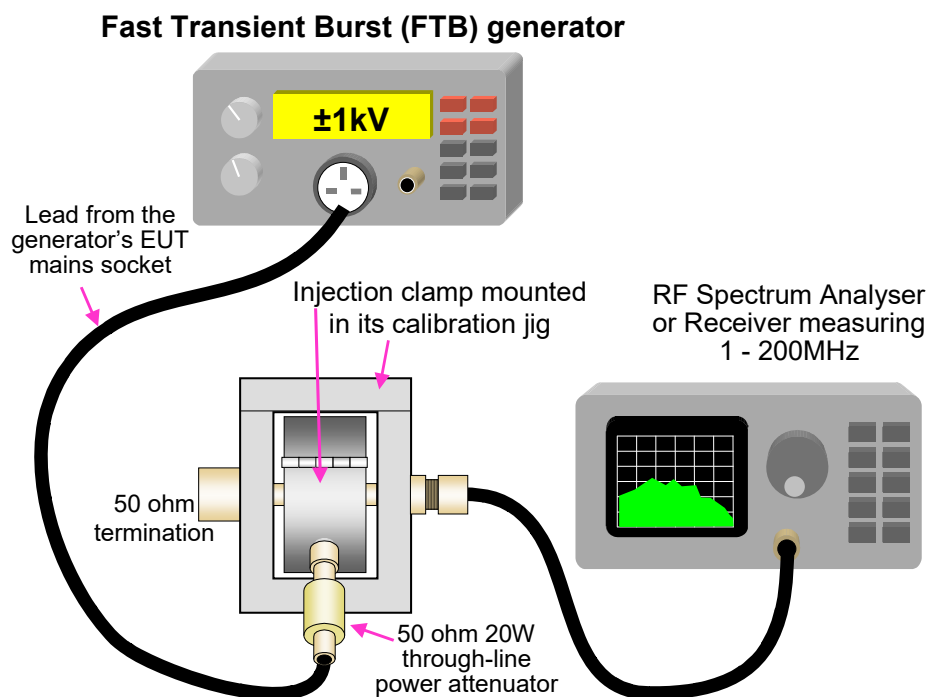 Fast Transient Burst (FTB) generator
±1kV
Lead from the
generator's EUT
mains socket
Injection clamp mounted
in its calibration jig
RF Spectrum Analyser
or Receiver measuring
1 - 200MHz
50 ohm
termination
50 ohm 20W
through-line
power attenuator